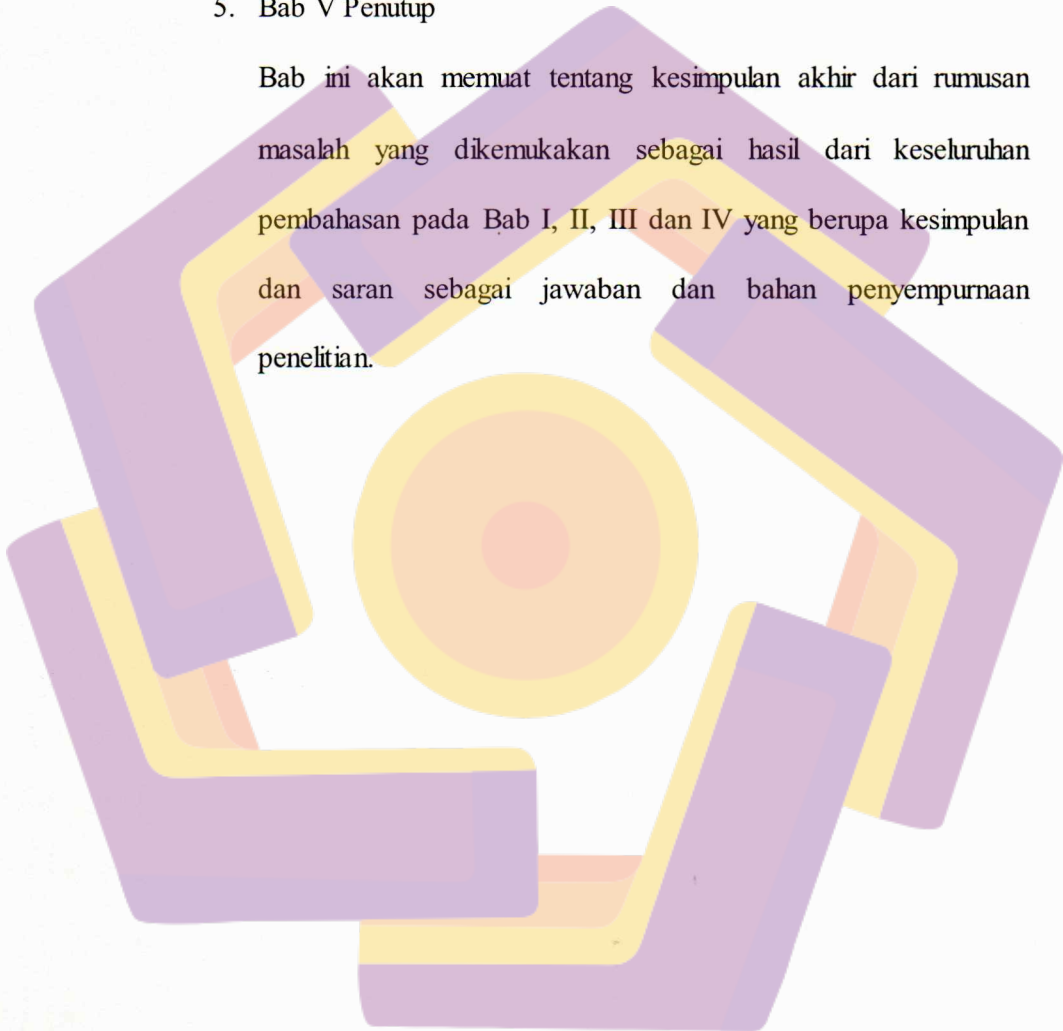 5. Bab V Penutup
Bab ini akan memuat tentang kesimpulan akhir dari rumusan
masalah yang dikemukakan sebagai hasil dari keseluruhan
pembahasan pada Bab I, II, III dan IV yang berupa kesimpulan
dan saran sebagai jawaban dan bahan penyempurnaan
penelitian.